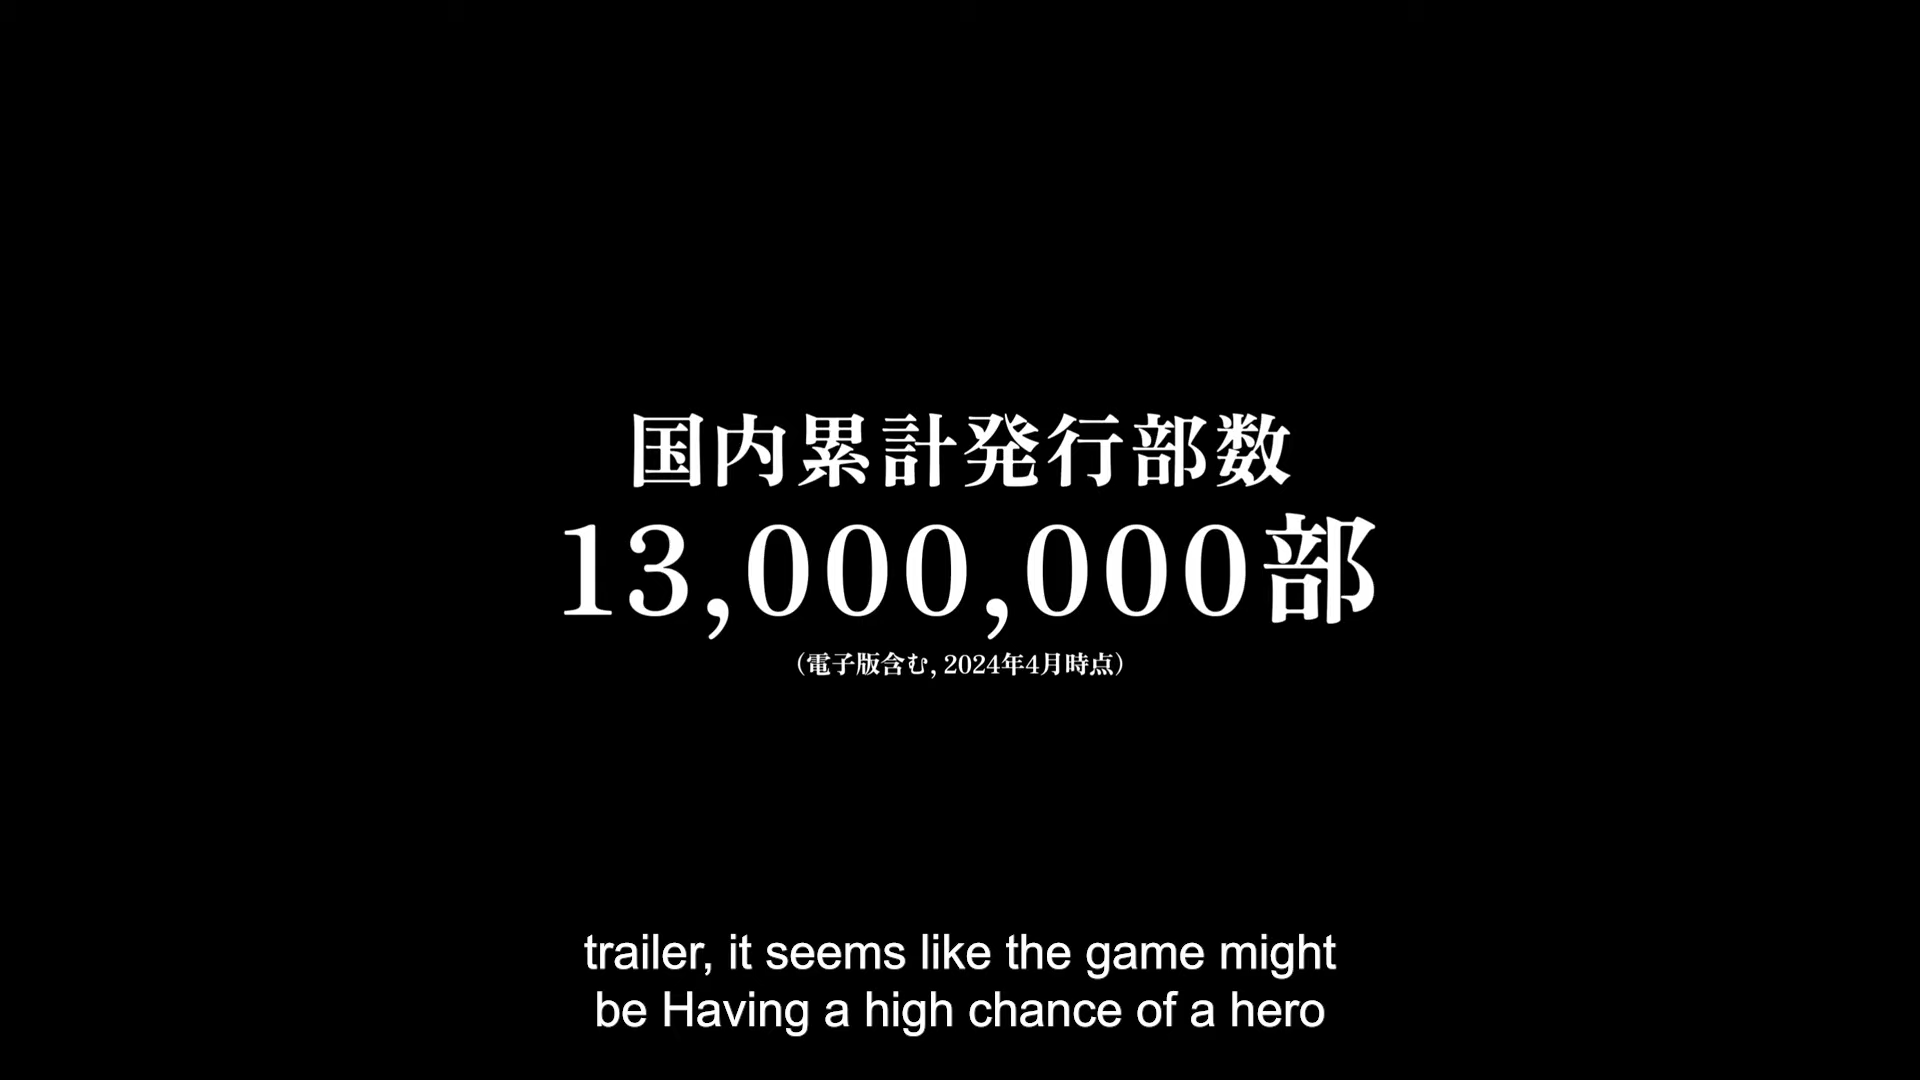 国内累計発行部数
13,000,000部
（電子版含む, 2024年4月時点）
trailer, it seems like the game might
be Having a high chance of a hero